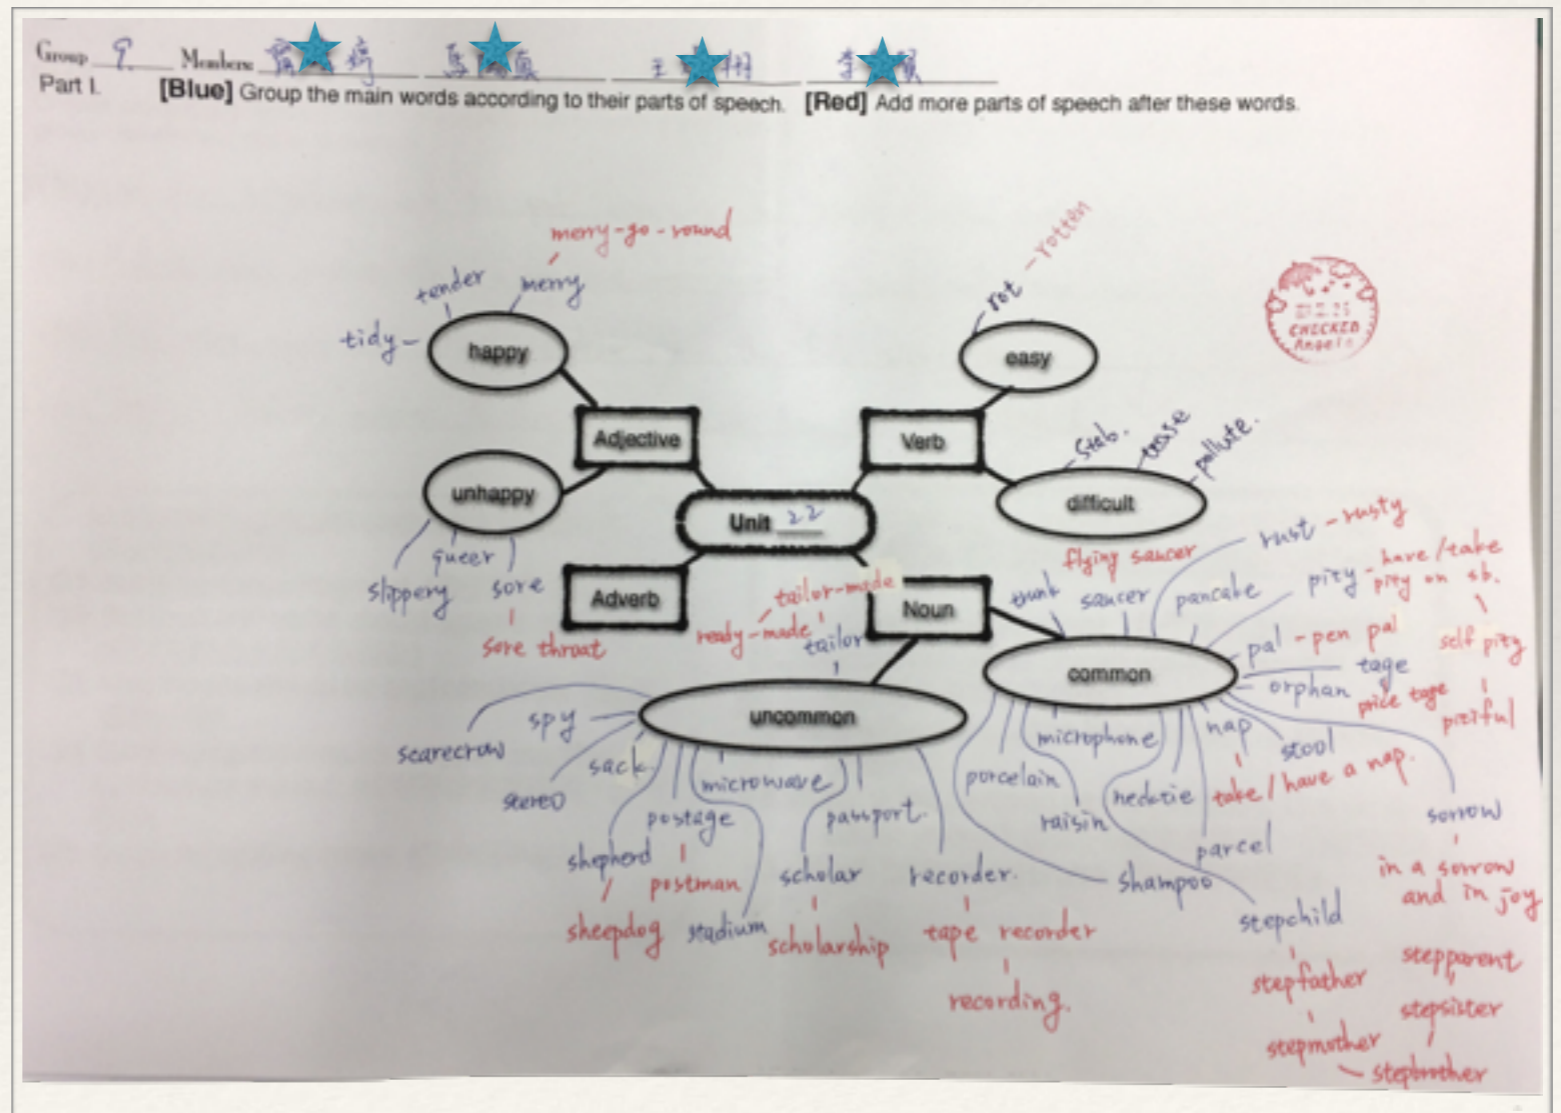 Group 9 Members:
Part I. [Blue] Group the main words according to their parts of speech. [Red] Add more parts of speech after these words.
merry-go-round
tender
merry
tidy
happy
rot - rotten
easy
CHECKED
Angela
Adjective
Verb
stab.
tease
pollute.
unhappy
difficult
Unit 22
queer
slippery
sore
sore throat
Adverb
Noun
tailor-made
ready-made
tailor
flying saucer
trunk
saucer
pancake
rust - rusty
pity - have/take
pity on sb.
self pity
pitiful
pal - pen pal
tage
price tage
orphan
common
uncommon
scarecrow
spy
sack
stereo
microwave
postage
postman
shepherd
sheepdog
stadium
scholar
scholarship
passport.
recorder.
tape recorder
recording.
porcelain
microphone
raisin
necktie
nap
take/have a nap.
stool
parcel
shampoo
sorrow
in a sorrow
and in joy
stepchild
stepfather
stepmother
stepparent
stepsister
stepbrother